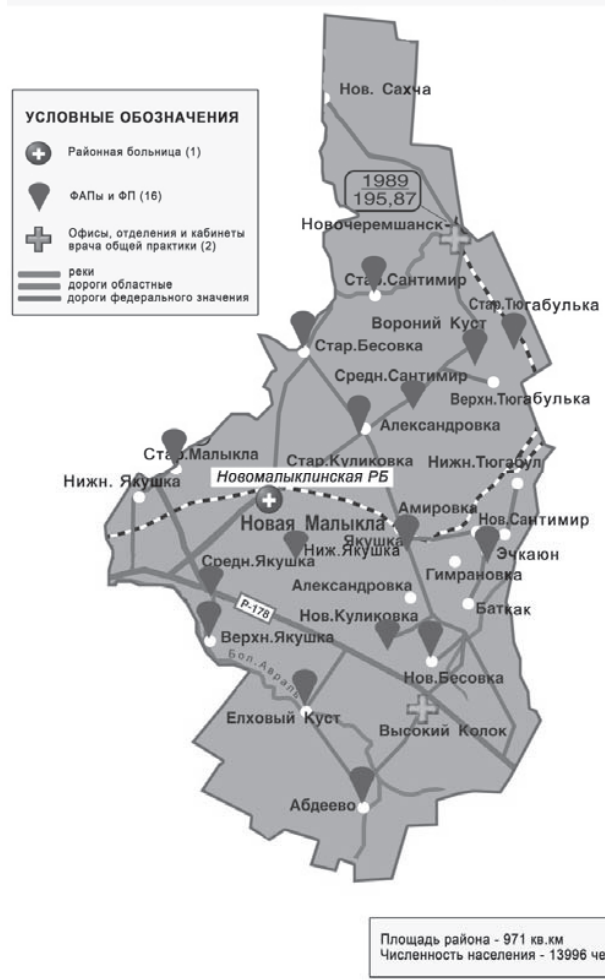 Нов. Сахча
УСЛОВНЫЕ ОБОЗНАЧЕНИЯ
Районная больница (1)
ФАПы и ФП (16)
Офисы, отделения и кабинеты
врача общей практики (2)
реки
дороги областные
дороги федерального значения
1989
195,87
Новочеремшанск
Стар.Сантимир
Стар.Тюгабулька
Вороний Куст
Стар.Бесовка
Средн.Сантимир
Верхн.Тюгабулька
Александровка
Стар.Малыкла
Стар.Куликовка
Нижн.Тюгабул
Нижн. Якушка
Новомалыклинская РБ
Амировка
Новая Малыкла
Нов.Сантимир
Якушка
Ниж.Якушка
Эчкаюн
Средн.Якушка
Гимрановка
Александровка
Баткак
Р-178
Нов.Куликовка
Верхн.Якушка
Бол.Авраль
Нов.Бесовка
Елховый Куст
Высокий Колок
Абдеево
Площадь района - 971 кв.км
Численность населения - 13996 че